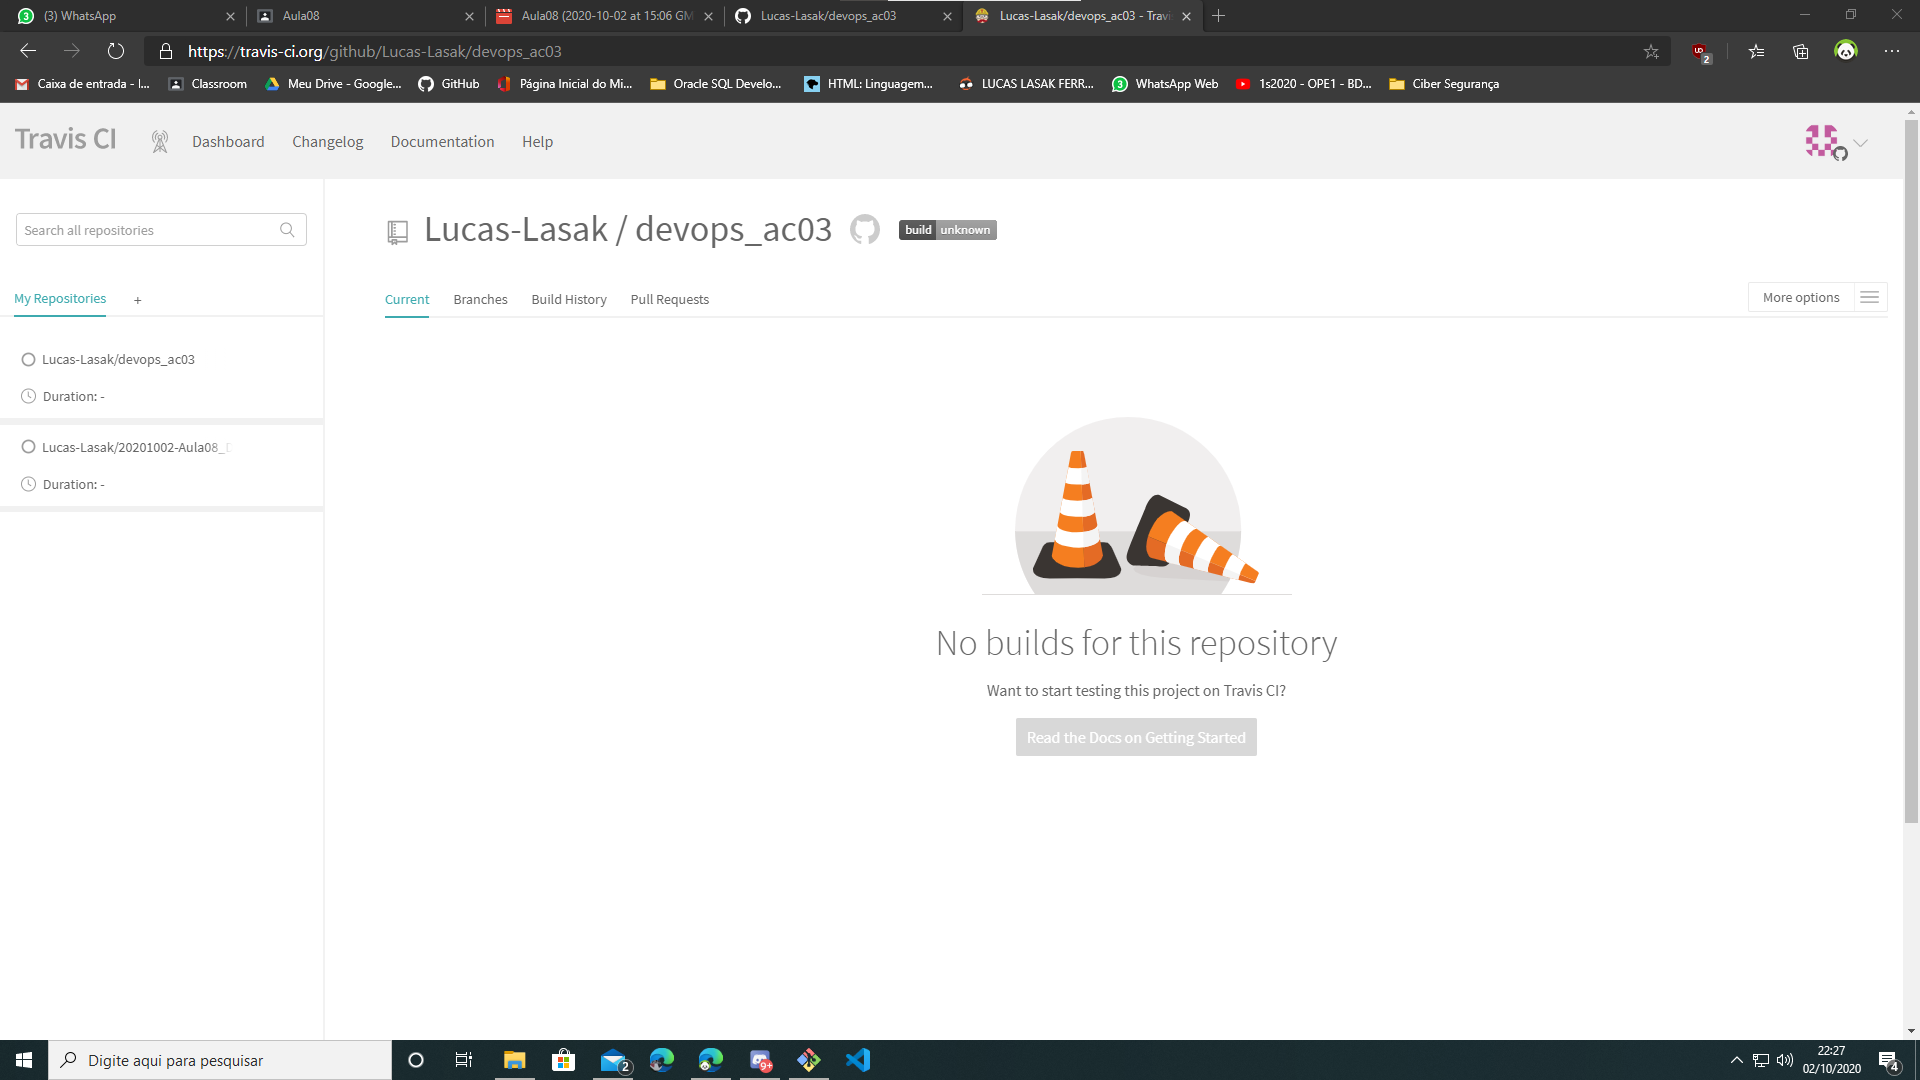 (3) WhatsApp
Aula08
Aula08 (2020-10-02 at 15:06 GM
Lucas-Lasak/devops_ac03
Lucas-Lasak/devops_ac03 - Travi
https://travis-ci.org/github/Lucas-Lasak/devops_ac03
2
Caixa de entrada - l...
Classroom
Meu Drive - Google...
GitHub
Página Inicial do Mi...
Oracle SQL Develo...
HTML: Linguagem...
LUCAS LASAK FERR...
WhatsApp Web
1s2020 - OPE1 - BD...
Ciber Segurança
Travis CI
Dashboard
Changelog
Documentation
Help
Search all repositories
Lucas-Lasak / devops_ac03
build unknown
My Repositories +
Current
Branches
Build History
Pull Requests
More options
Lucas-Lasak/devops_ac03
Duration: -
Lucas-Lasak/20201002-Aula08_D
Duration: -
No builds for this repository
Want to start testing this project on Travis CI?
Read the Docs on Getting Started
Digite aqui para pesquisar
2
9+
22:27
02/10/2020
4